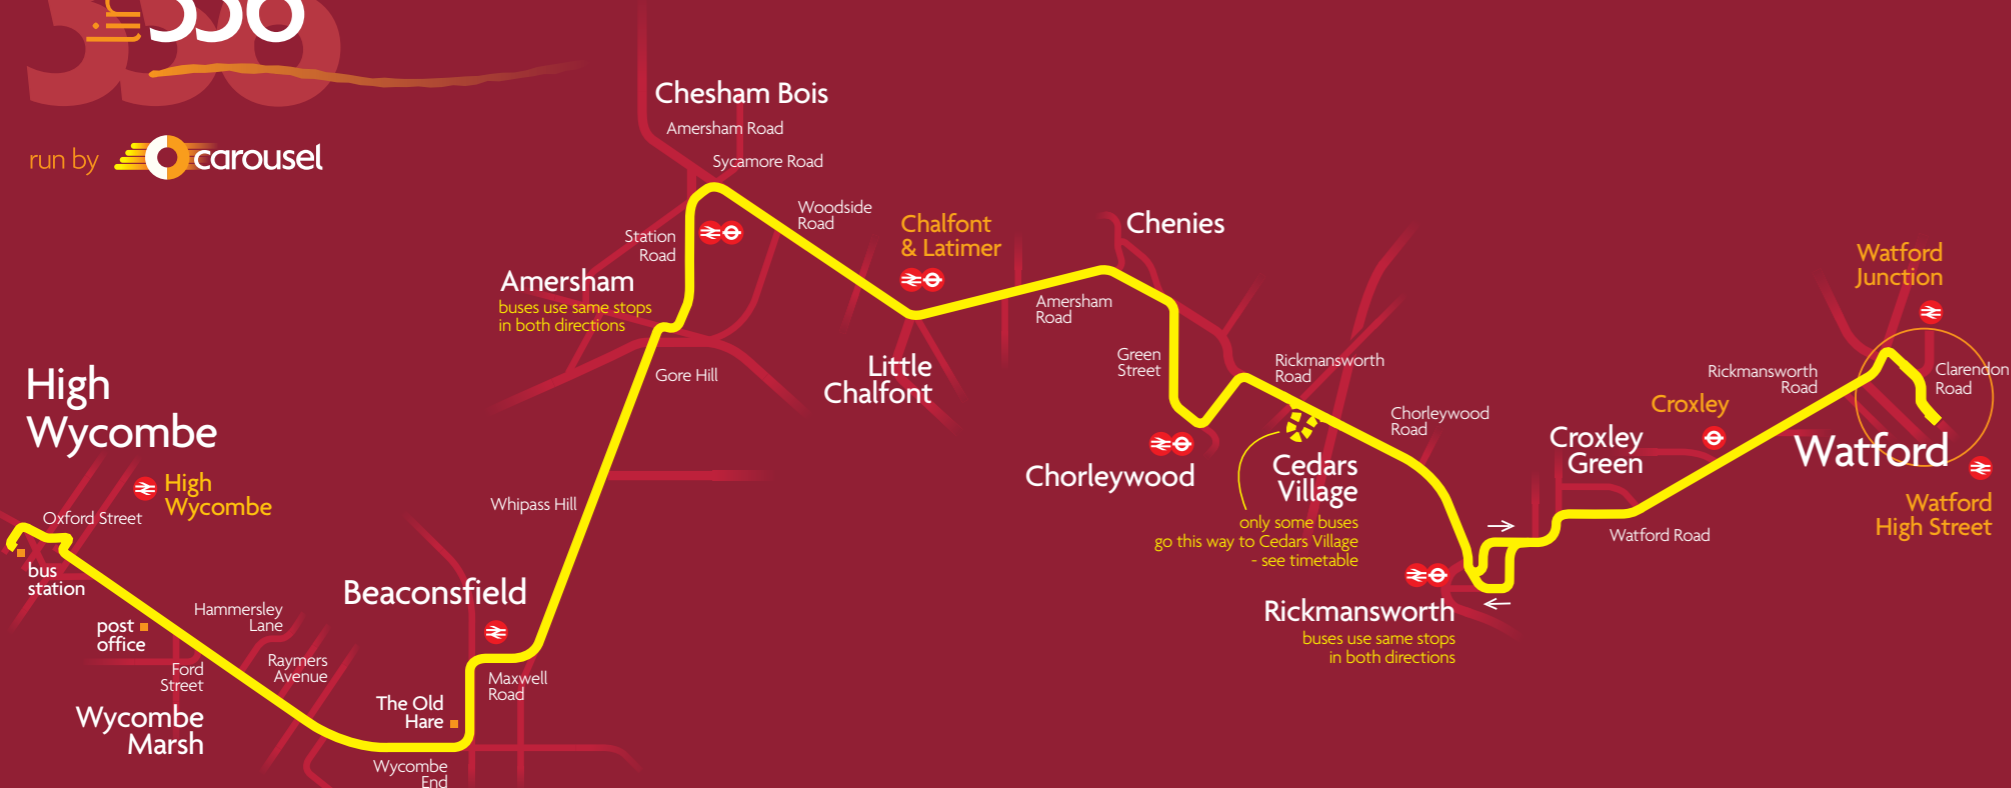 336
run by carousel
Chesham Bois
Amersham Road
Sycamore Road
Woodside
Road
Station
Road
Amersham
buses use same stops
in both directions
Gore Hill
Chalfont
& Latimer
Little
Chalfont
Amersham
Road
Chenies
Green
Street
Chorleywood
Rickmansworth
Road
Cedars
Village
only some buses
go this way to Cedars Village
- see timetable
Chorleywood
Road
Rickmansworth
buses use same stops
in both directions
Croxley
Green
Croxley
Watford Road
Rickmansworth
Road
Watford
Junction
Clarendon
Road
Watford
Watford
High Street
High
Wycombe
High
Wycombe
Oxford Street
bus
station
post
office
Hammersley
Lane
Ford
Street
Raymers
Avenue
Wycombe
Marsh
Beaconsfield
Whipass Hill
Maxwell
Road
The Old
Hare
Wycombe
End